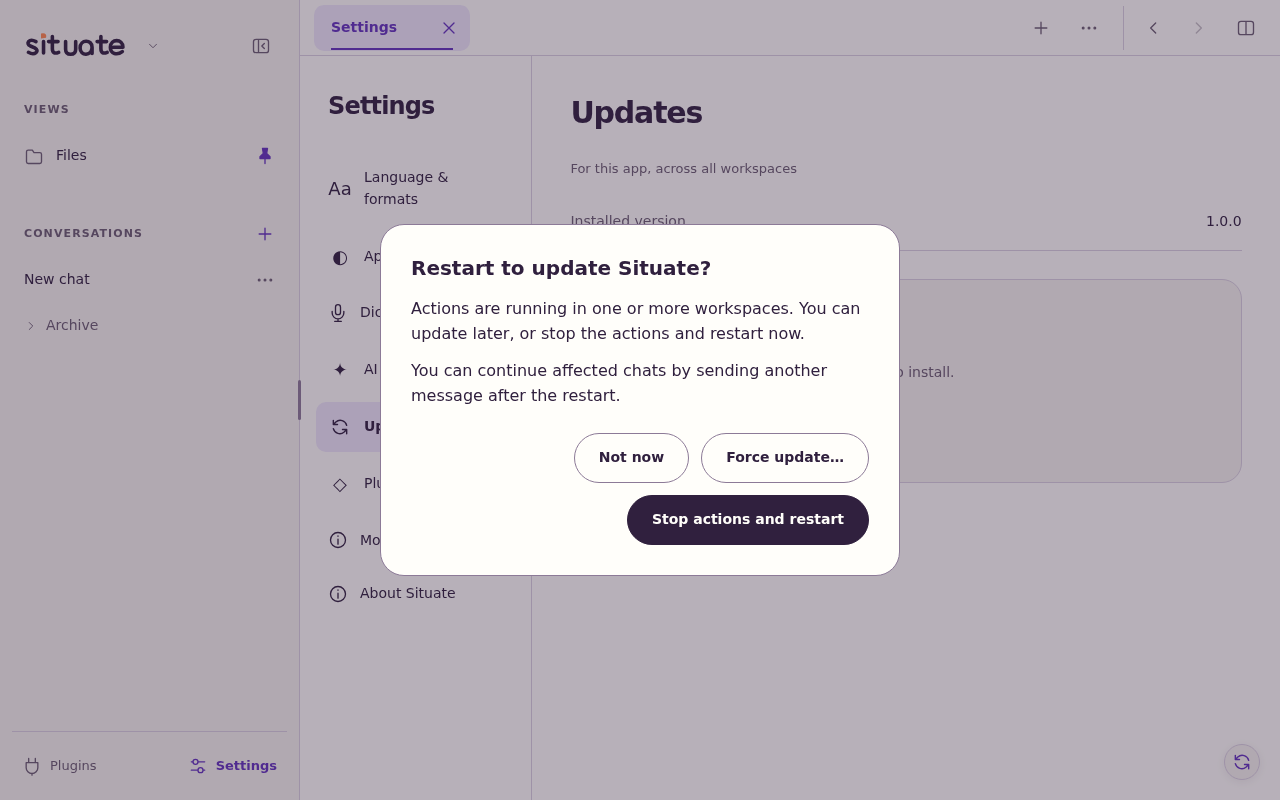 situate
VIEWS
Files
CONVERSATIONS
New chat
Archive
Plugins
Settings
Settings
Settings
Aa Language &
formats
AI
About Situate
Updates
For this app, across all workspaces
Installed version 1.0.0
install.
Restart to update Situate?
Actions are running in one or more workspaces. You can
update later, or stop the actions and restart now.
You can continue affected chats by sending another
message after the restart.
Not now
Force update…
Stop actions and restart